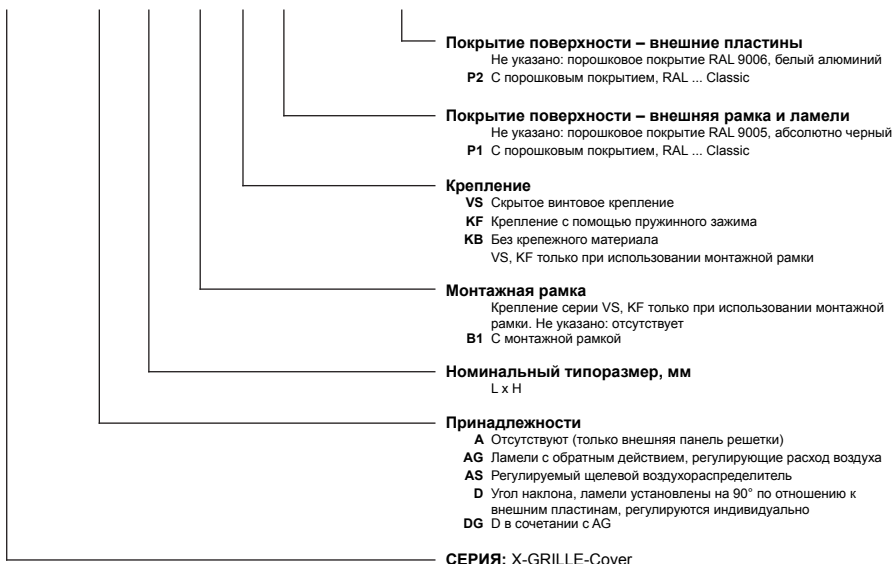 Покрытие поверхности – внешние пластины
Не указано: порошковое покрытие RAL 9006, белый алюминий
P2 С порошковым покрытием, RAL ... Classic
Покрытие поверхности – внешняя рамка и ламели
Не указано: порошковое покрытие RAL 9005, абсолютно черный
P1 С порошковым покрытием, RAL ... Classic
Крепление
VS Скрытое винтовое крепление
KF Крепление с помощью пружинного зажима
KB Без крепежного материала
VS, KF только при использовании монтажной рамки
Монтажная рамка
Крепление серии VS, KF только при использовании монтажной
рамки. Не указано: отсутствует
B1 С монтажной рамкой
Номинальный типоразмер, мм
L x H
Принадлежности
A Отсутствуют (только внешняя панель решетки)
AG Ламели с обратным действием, регулирующие расход воздуха
AS Регулируемый щелевой воздухораспределитель
D Угол наклона, ламели установлены на 90° по отношению к
внешним пластинам, регулируются индивидуально
DG D в сочетании с AG
СЕРИЯ: X-GRILLE-Cover